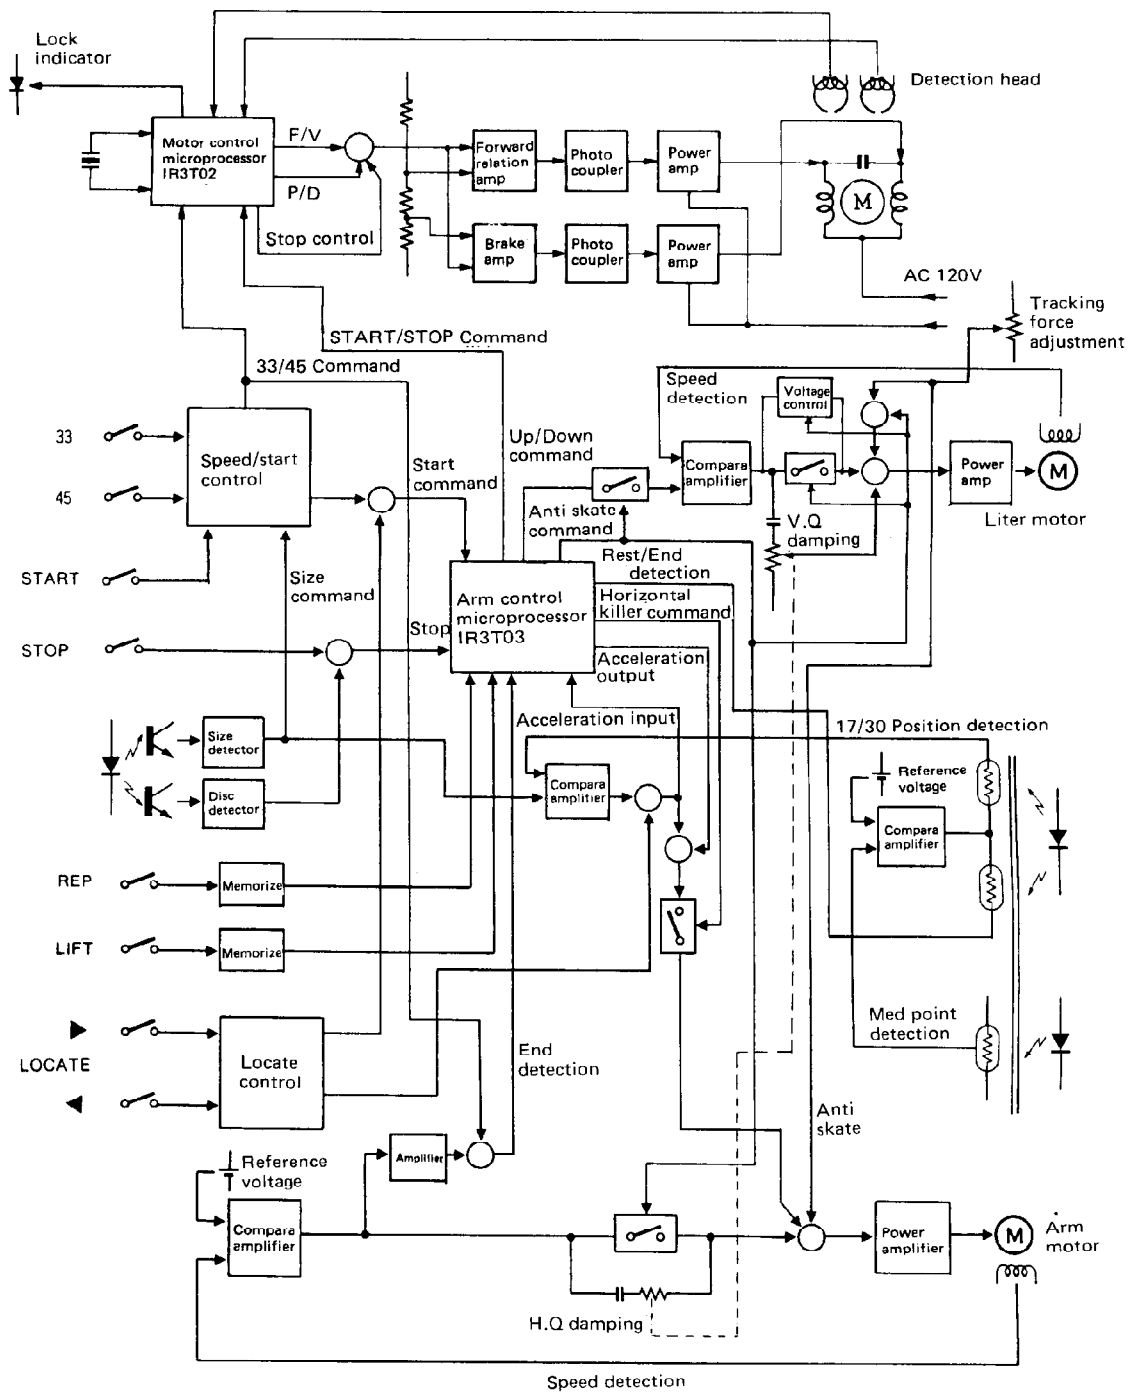 Lock
indicator
Detection head
Motor control
microprocessor
IR3T02
F/V
P/D
Stop control
Forward
relation
amp
Photo
coupler
Power
amp
M
Brake
amp
Photo
coupler
Power
amp
AC 120V
Tracking
force
adjustment
START/STOP Command
33/45 Command
Speed
detection
Voltage
control
33
45
Speed/start
control
Start
command
Up/Down
command
Compara
amplifier
Power
amp
M
Liter motor
Anti skate
command
V.Q
damping
START
Size
command
Rest/End
detection
Arm control
microprocessor
IR3T03
Horizontal
killer command
STOP
Stop
Acceleration
output
Acceleration input
17/30 Position detection
Size
detector
Disc
detector
Compara
amplifier
Reference
voltage
Compara
amplifier
REP
Memorize
LIFT
Memorize
Med point
detection
LOCATE
Locate
control
End
detection
Anti
skate
Amplifier
Reference
voltage
Compara
amplifier
Power
amplifier
M
Arm
motor
H.Q damping
Speed detection